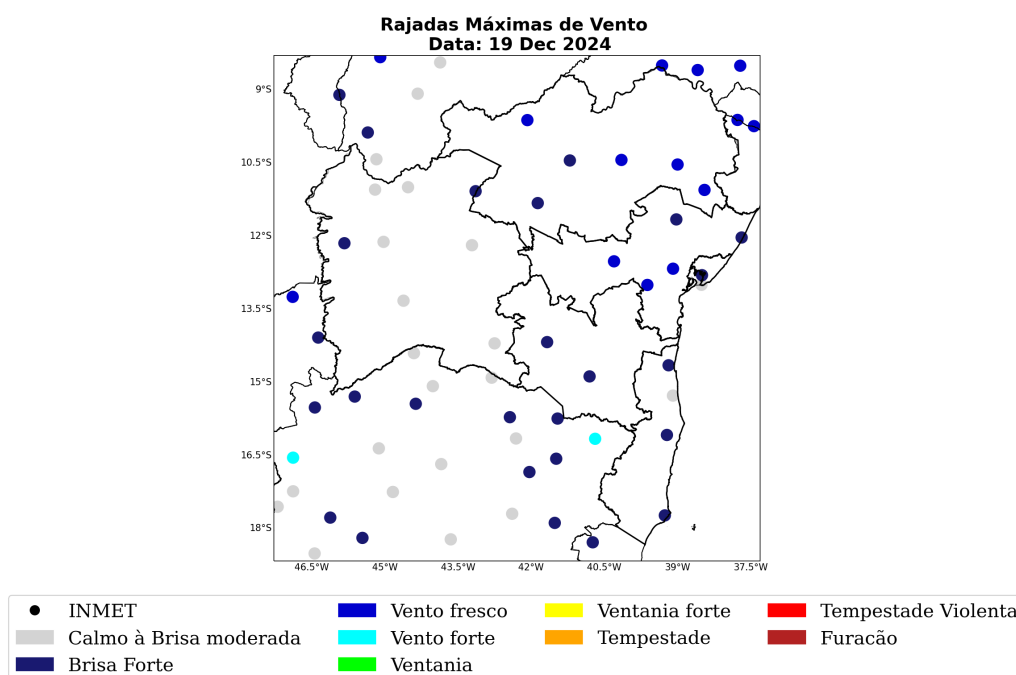 Rajadas Máximas de Vento
Data: 19 Dec 2024
9°S
10.5°S
12°S
13.5°S
15°S
16.5°S
18°S
46.5°W 45°W 43.5°W 42°W 40.5°W 39°W 37.5°W
INMET Vento fresco Ventania forte Tempestade Violenta
Calmo à Brisa moderada Vento forte Tempestade Furacão
Brisa Forte Ventania